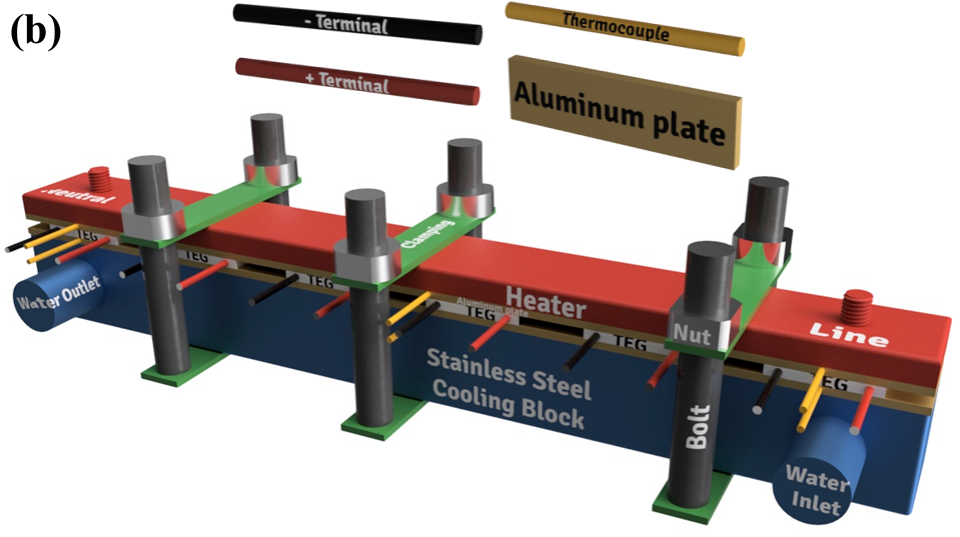 (b)
- Terminal
+ Terminal
Thermocouple
Aluminum plate
Neutral
TEG
TEG
TEG
Clamping
Water Outlet
Aluminum plate
Heater
TEG
TEG
Nut
Line
TEG
Stainless Steel
Cooling Block
Bolt
Water
Inlet